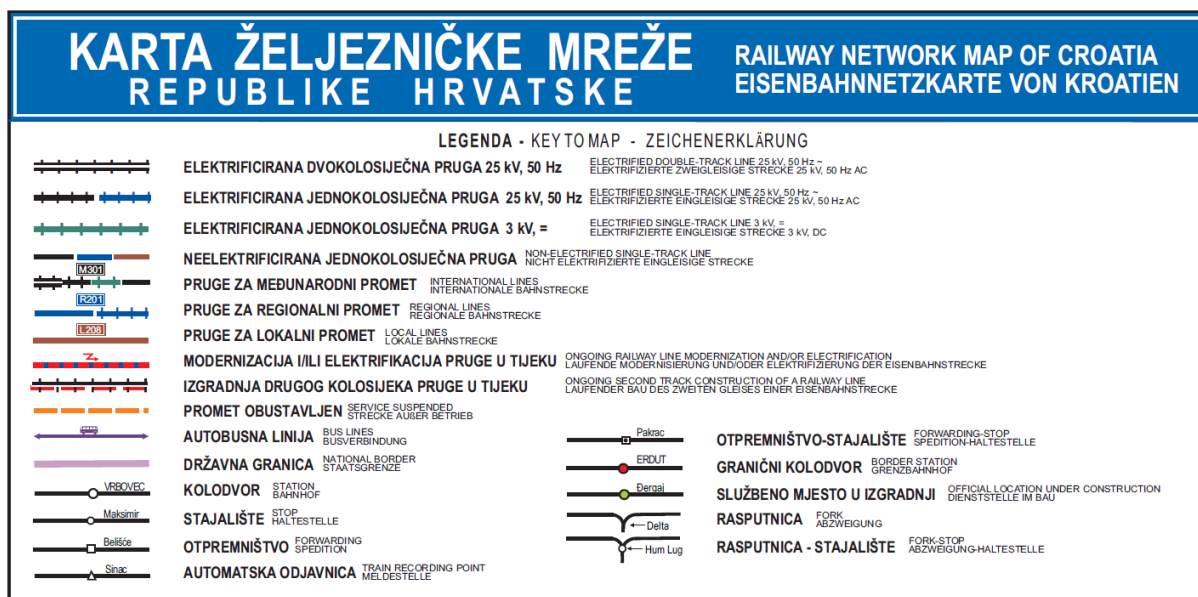 KARTA ŽELJEZNIČKE MREŽE
REPUBLIKE HRVATSKE
RAILWAY NETWORK MAP OF CROATIA
EISENBAHNNETZKARTE VON KROATIEN
LEGENDA - KEY TO MAP - ZEICHENERKLÄRUNG
ELEKTRIFICIRANA DVOKOLOSIJEČNA PRUGA 25 kV, 50 Hz
ELECTRIFIED DOUBLE-TRACK LINE 25 kV, 50 Hz ~
ELEKTRIFIZIERTE ZWEIGLEISIGE STRECKE 25 kV, 50 Hz AC
ELEKTRIFICIRANA JEDNOKOLOSIJEČNA PRUGA 25 kV, 50 Hz
ELECTRIFIED SINGLE-TRACK LINE 25 kV, 50 Hz ~
ELEKTRIFIZIERTE EINGLEISIGE STRECKE 25 kV, 50 Hz AC
ELEKTRIFICIRANA JEDNOKOLOSIJEČNA PRUGA 3 kV, =
ELECTRIFIED SINGLE-TRACK LINE 3 kV, =
ELEKTRIFIZIERTE EINGLEISIGE STRECKE 3 kV, DC
NEELEKTRIFICIRANA JEDNOKOLOSIJEČNA PRUGA
NON-ELECTRIFIED SINGLE-TRACK LINE
NICHT ELEKTRIFIZIERTE EINGLEISIGE STRECKE
M301
PRUGE ZA MEĐUNARODNI PROMET
INTERNATIONAL LINES
INTERNATIONALE BAHNSTRECKE
R201
PRUGE ZA REGIONALNI PROMET
REGIONAL LINES
REGIONALE BAHNSTRECKE
L208
PRUGE ZA LOKALNI PROMET
LOCAL LINES
LOKALE BAHNSTRECKE
MODERNIZACIJA I/ILI ELEKTRIFIKACIJA PRUGE U TIJEKU
ONGOING RAILWAY LINE MODERNIZATION AND/OR ELECTRIFICATION
LAUFENDE MODERNISIERUNG UND/ODER ELEKTRIFIZIERUNG DER EISENBAHNSTRECKE
IZGRADNJA DRUGOG KOLOSIJEKA PRUGE U TIJEKU
ONGOING SECOND TRACK CONSTRUCTION OF A RAILWAY LINE
LAUFENDER BAU DES ZWEITEN GLEISES EINER EISENBAHNSTRECKE
PROMET OBUSTAVLJEN
SERVICE SUSPENDED
STRECKE AUßER BETRIEB
AUTOBUSNA LINIJA
BUS LINES
BUSVERBINDUNG
DRŽAVNA GRANICA
NATIONAL BORDER
STAATSGRENZE
VRBOVEC
KOLODVOR
STATION
BAHNHOF
Maksimir
STAJALIŠTE
STOP
HALTESTELLE
Belišće
OTPREMNIŠTVO
FORWARDING
SPEDITION
Sinac
AUTOMATSKA ODJAVNICA
TRAIN RECORDING POINT
MELDESTELLE
Pakrac
OTPREMNIŠTVO-STAJALIŠTE
FORWARDING-STOP
SPEDITION-HALTESTELLE
ERDUT
GRANIČNI KOLODVOR
BORDER STATION
GRENZBAHNHOF
Đergaj
SLUŽBENO MJESTO U IZGRADNJI
OFFICIAL LOCATION UNDER CONSTRUCTION
DIENSTSTELLE IM BAU
Delta
RASPUTNICA
FORK
ABZWEIGUNG
Hum Lug
RASPUTNICA - STAJALIŠTE
FORK-STOP
ABZWEIGUNG-HALTESTELLE